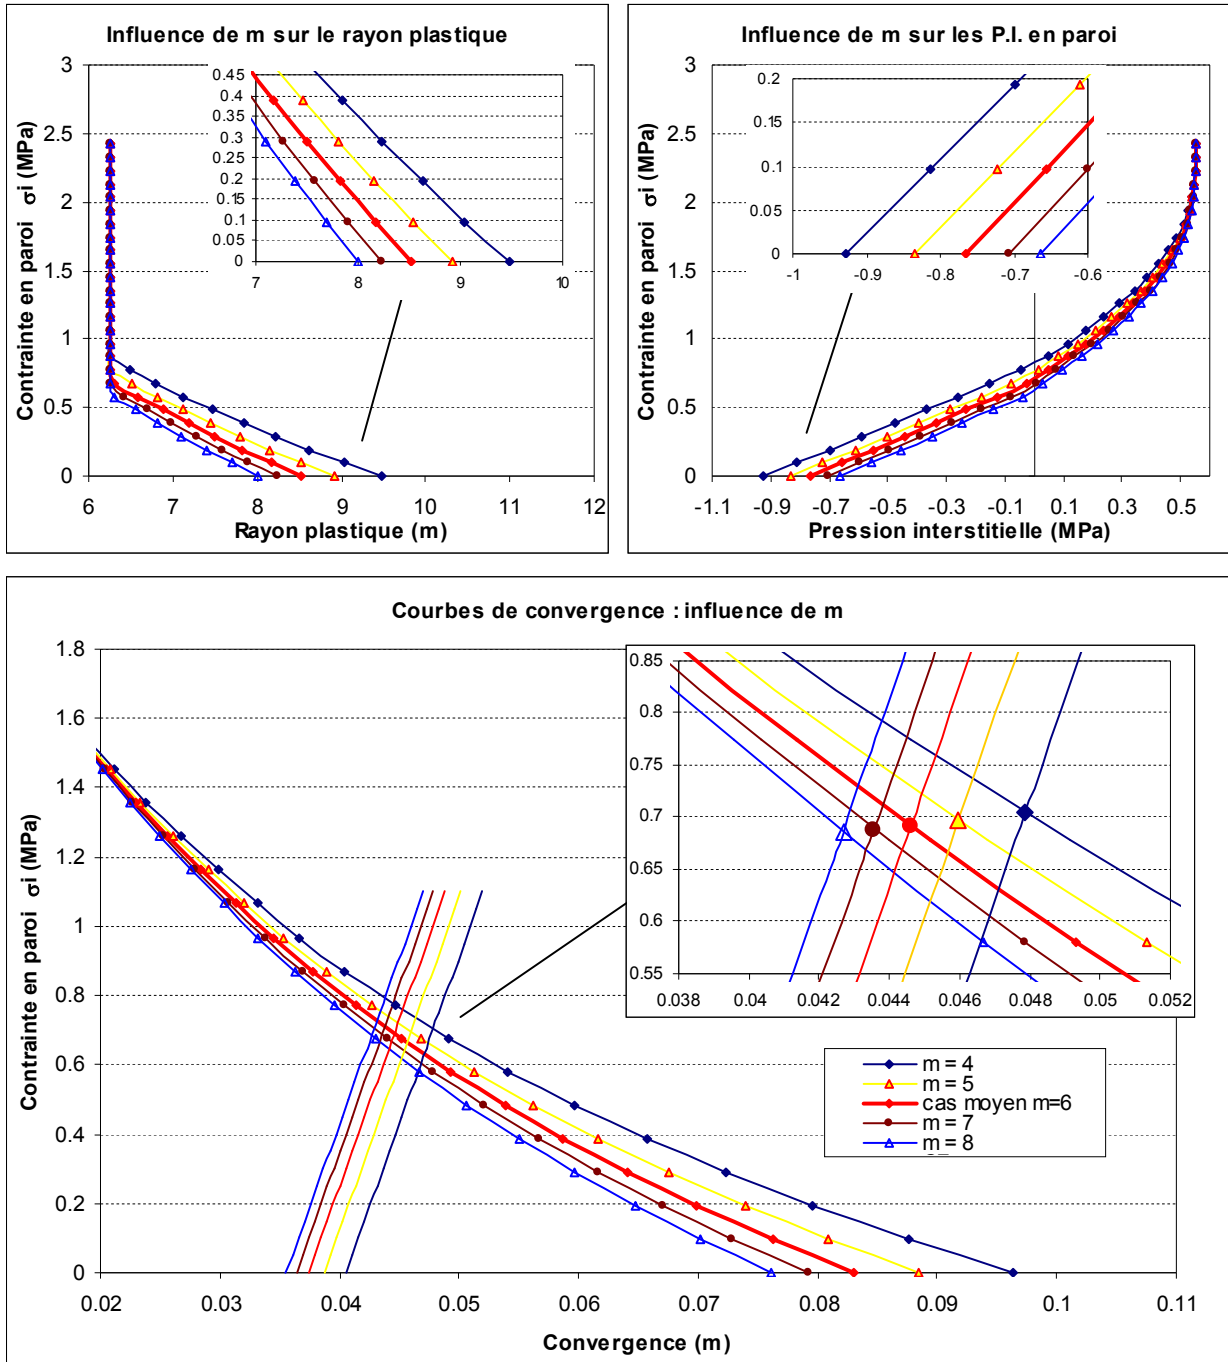 Influence de m sur le rayon plastique
3
2.5
2
1.5
1
0.5
0
Contrainte en paroi σi (MPa)
0.45
0.4
0.35
0.3
0.25
0.2
0.15
0.1
0.05
0
7 8 9 10
6 7 8 9 10 11 12
Rayon plastique (m)
Influence de m sur les P.I. en paroi
3
2.5
2
1.5
1
0.5
0
Contrainte en paroi σi (MPa)
0.2
0.15
0.1
0.05
0
-1 -0.9 -0.8 -0.7 -0.6
-1.1 -0.9 -0.7 -0.5 -0.3 -0.1 0.1 0.3 0.5
Pression interstitielle (MPa)
Courbes de convergence : influence de m
1.8
1.6
1.4
1.2
1
0.8
0.6
0.4
0.2
0
Contrainte en paroi σi (MPa)
0.85
0.8
0.75
0.7
0.65
0.6
0.55
0.038 0.04 0.042 0.044 0.046 0.048 0.05 0.052
m = 4
m = 5
cas moyen m=6
m = 7
m = 8
0.02 0.03 0.04 0.05 0.06 0.07 0.08 0.09 0.1 0.11
Convergence (m)